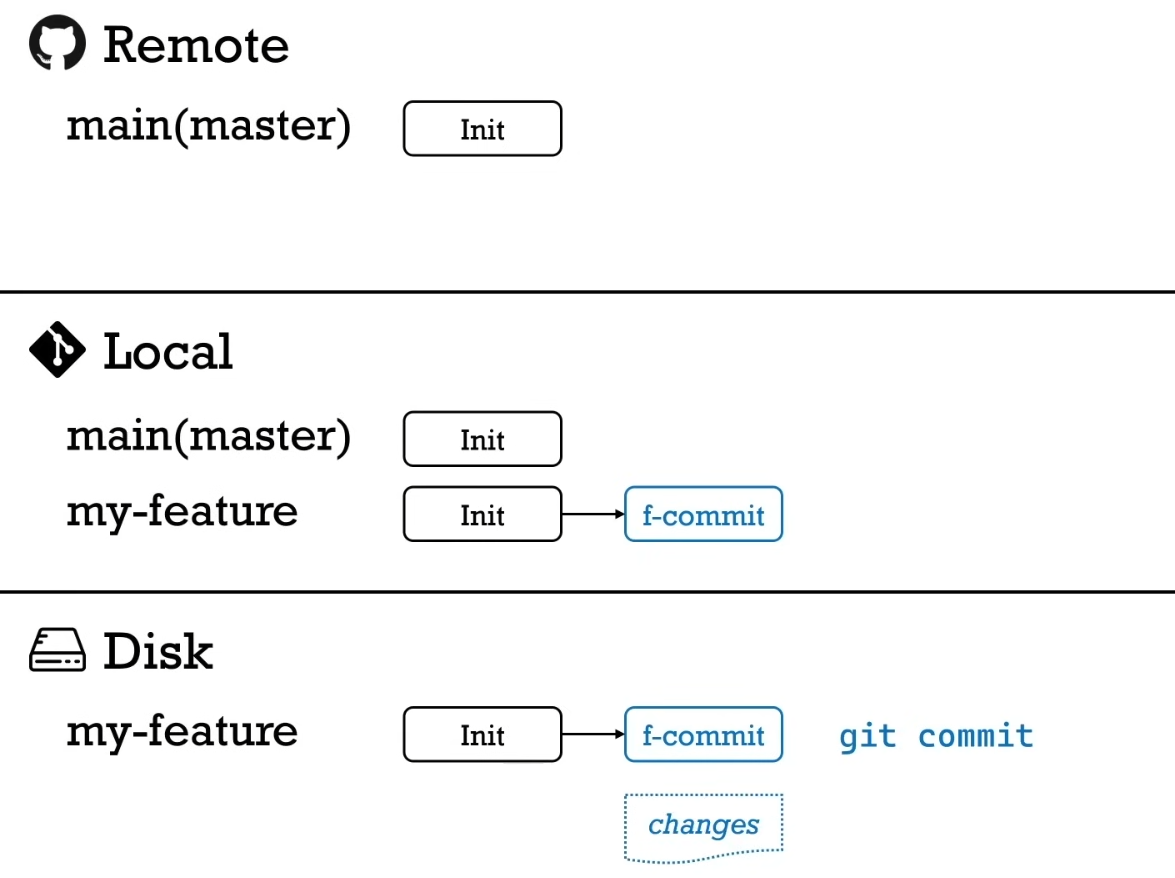 Remote
main(master) Init
Local
main(master) Init
my-feature Init f-commit
Disk
my-feature Init f-commit git commit
changes